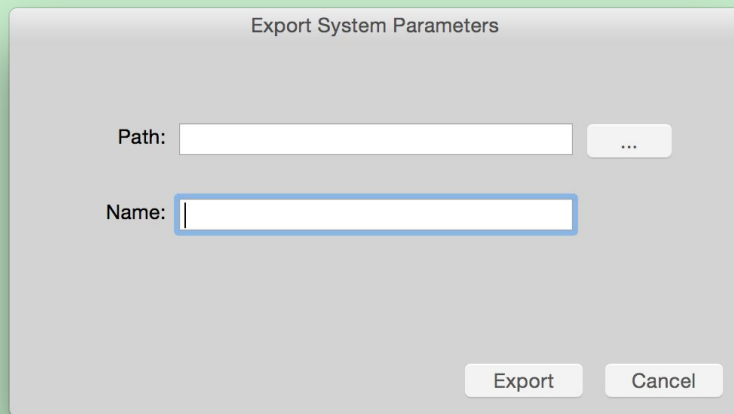 Export System Parameters
Path:
...
Name:
Export
Cancel